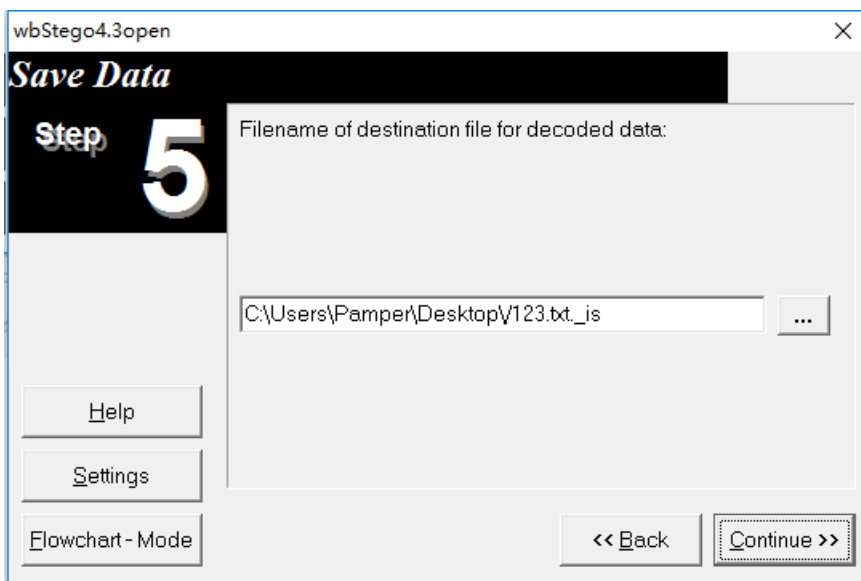 wbStego4.3open
Save Data
Step 5
Filename of destination file for decoded data:
C:\Users\Pamper\Desktop\/123.txt._is
...
Help
Settings
Flowchart - Mode
<< Back
Continue >>